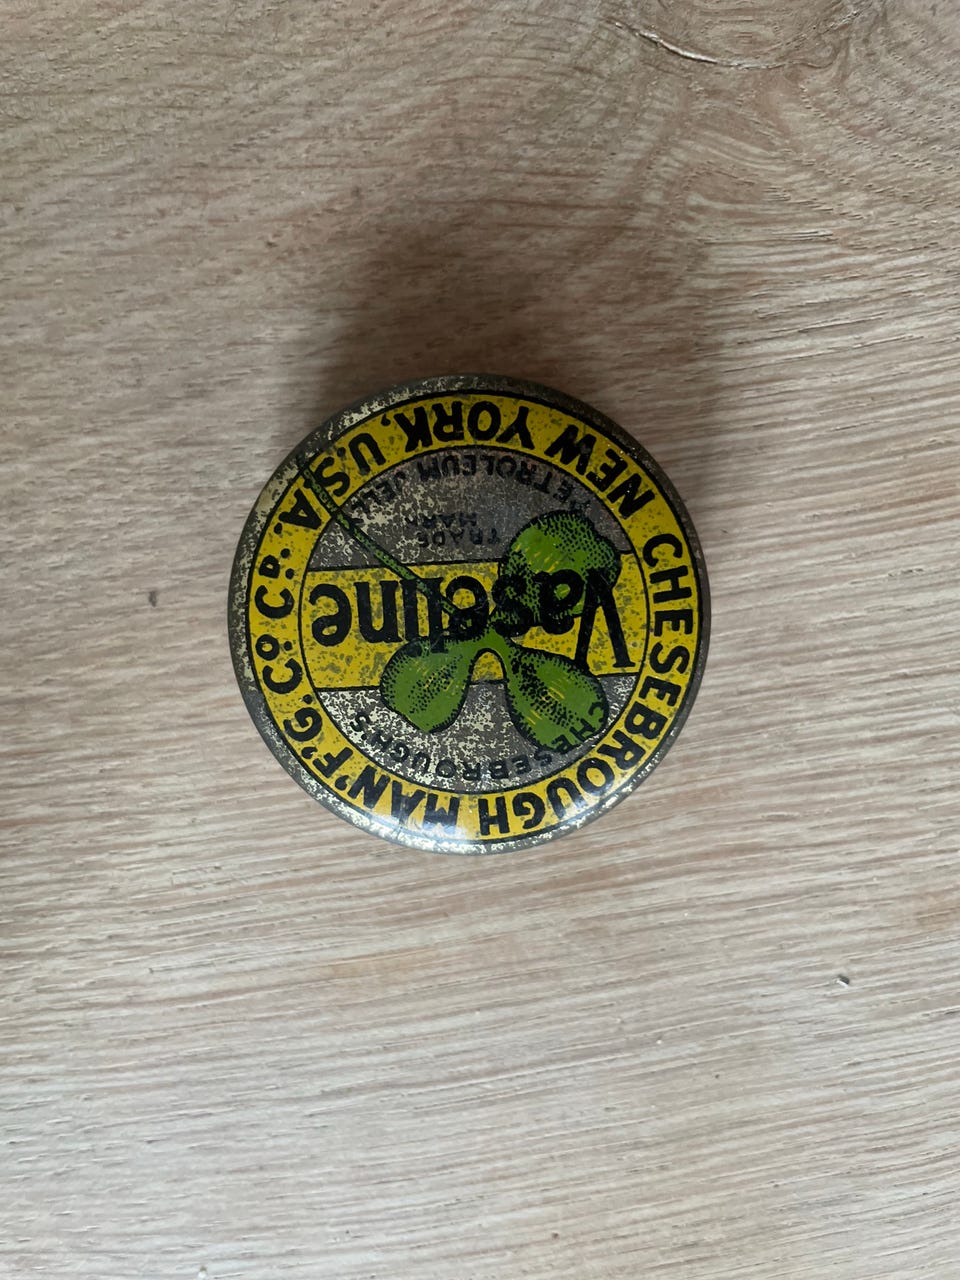 CHESEBROUGH MAN'F'G. Cº Cᴰ.
NEW YORK, U.S.A.
CHESEBROUGH'S
Vaseline
TRADE
MARK
PETROLEUM JELLY